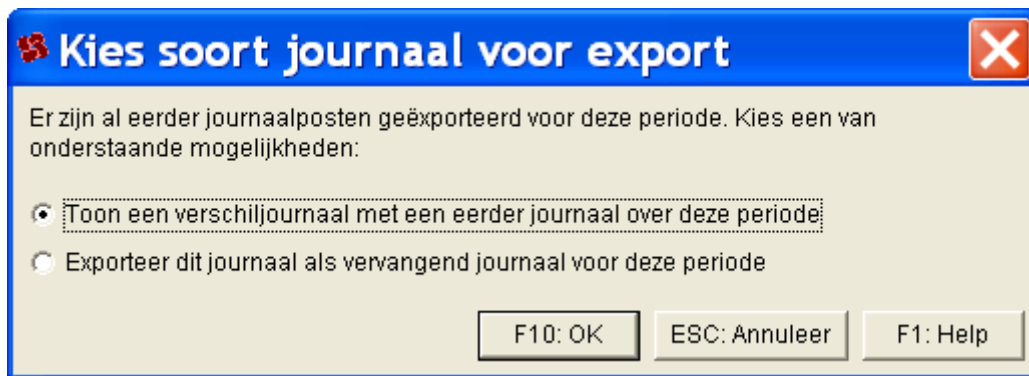 Kies soort journaal voor export
Er zijn al eerder journaalposten geëxporteerd voor deze periode. Kies een van
onderstaande mogelijkheden:
Toon een verschiljournaal met een eerder journaal over deze periode
Exporteer dit journaal als vervangend journaal voor deze periode
F10: OK ESC: Annuleer F1: Help